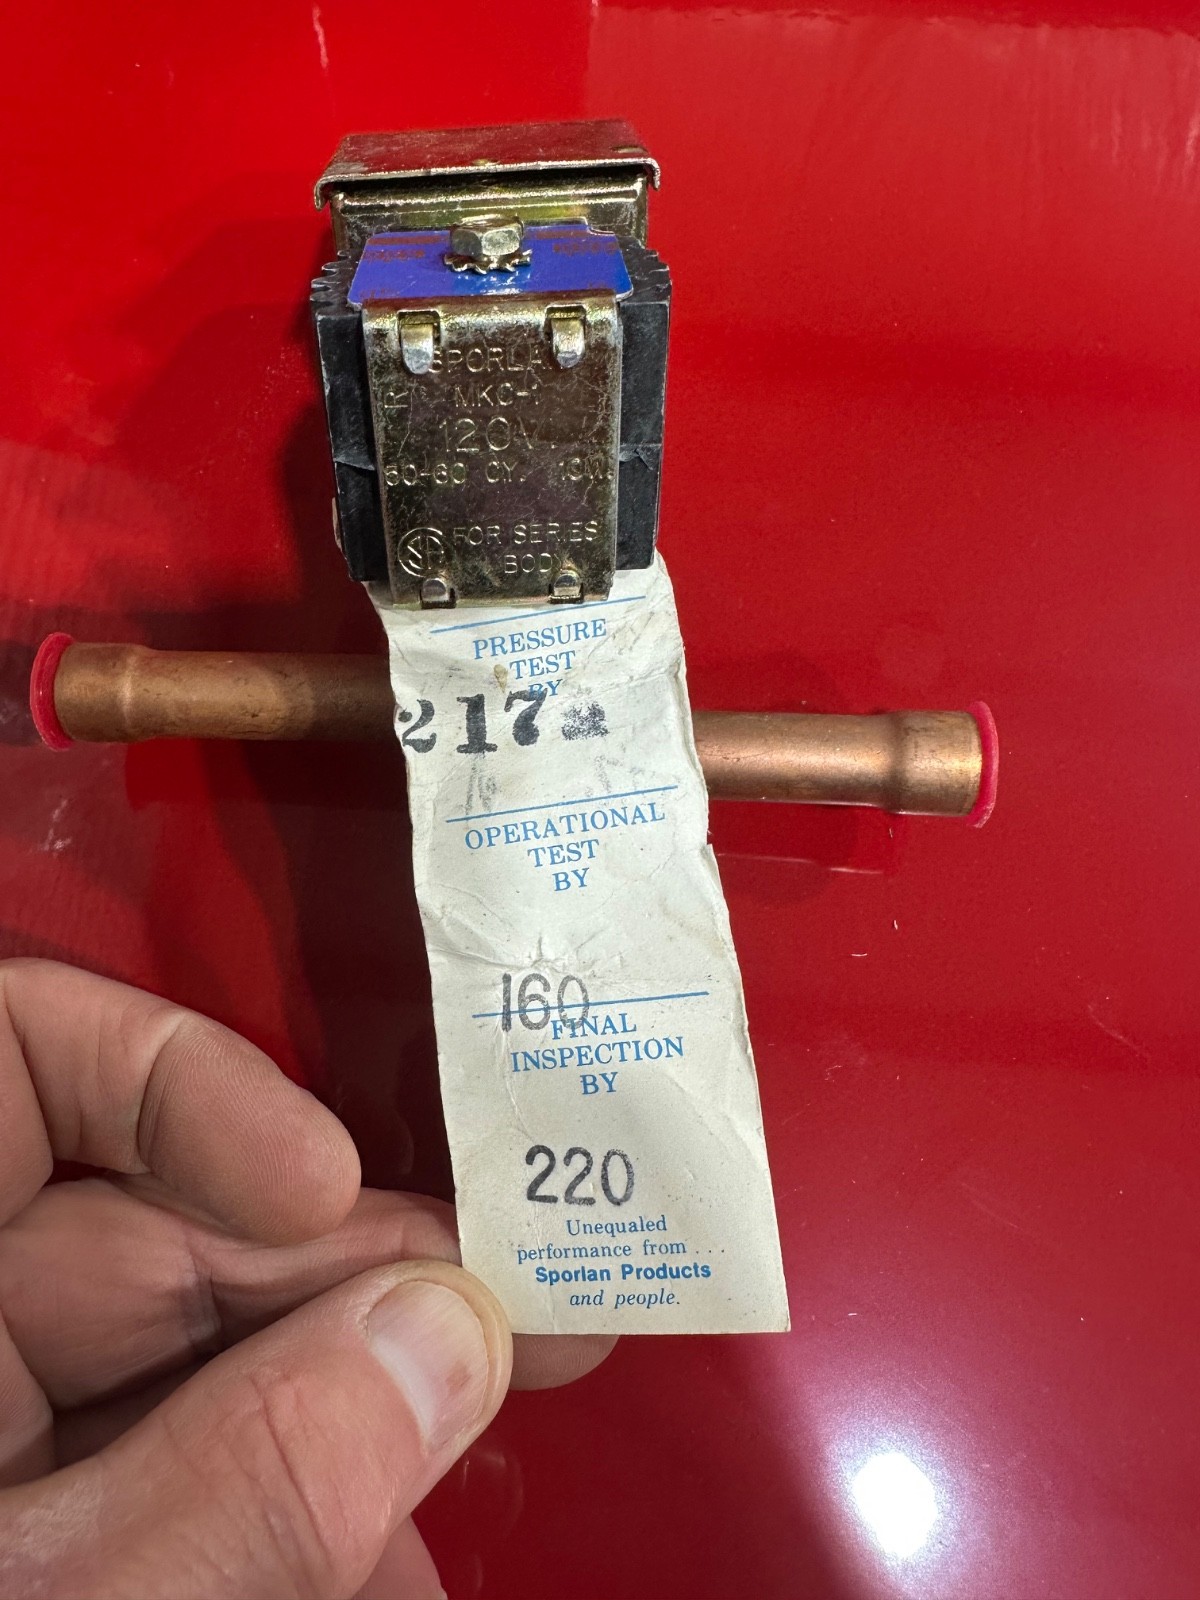 SPORLA
MKC-1
R
120V.
50-60 CY.
FOR SERIES
BODY
PRESSURE
TEST
BY
217
OPERATIONAL
TEST
BY
160
FINAL
INSPECTION
BY
220
Unequaled
performance from . . .
Sporlan Products
and people.